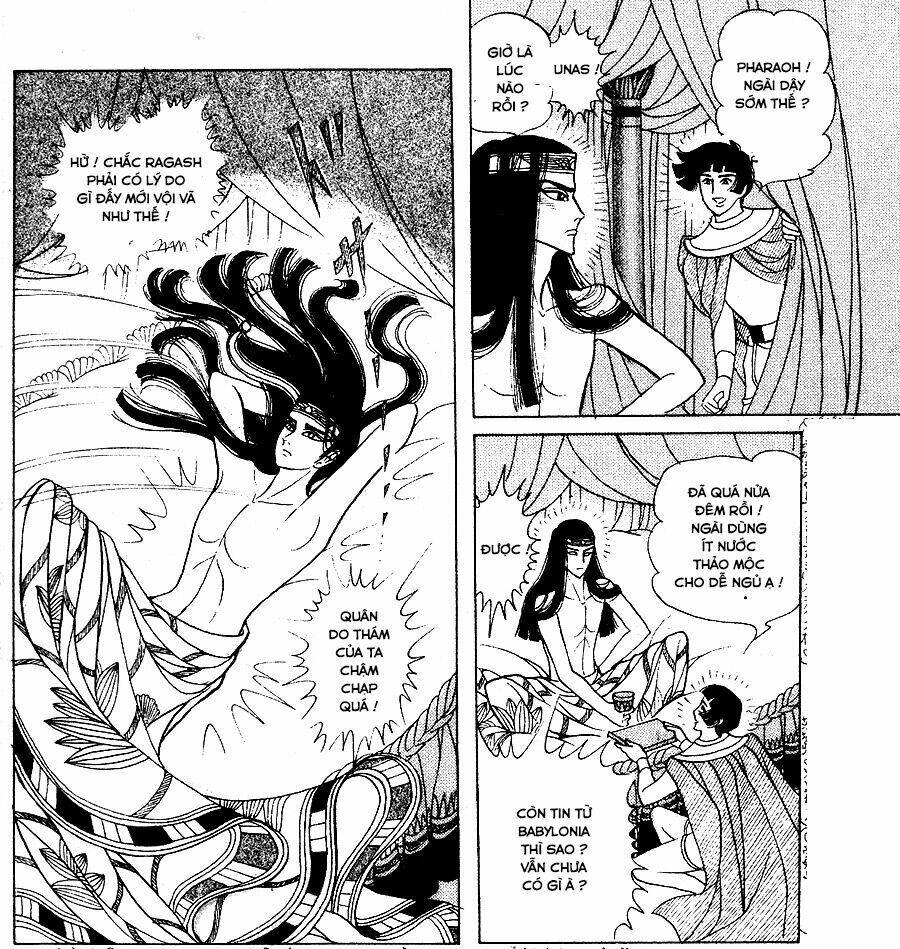 UNAS !
GIỜ LÀ
LÚC
NÀO
RỒI ?
PHARAOH !
NGÀI DẬY
SỚM THẾ ?
ĐÃ QUÁ NỬA
ĐÊM RỒI !
NGÀI DÙNG
ÍT NƯỚC
THẢO MỘC
CHO DỄ NGỦ Ạ !
ĐƯỢC !
CÒN TIN TỪ
BABYLONIA
THÌ SAO ?
VẪN CHƯA
CÓ GÌ À ?
HỪ ! CHẮC RAGASH
PHẢI CÓ LÝ DO
GÌ ĐẤY MỚI VỘI VÃ
NHƯ THẾ !
QUÂN
DO THÁM
CỦA TA
CHẬM
CHẠP
QUÁ !